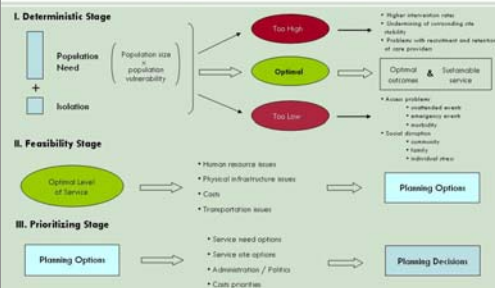 I. Deterministic Stage
Population
Need
+
Isolation
Population size
×
population
vulnerability
Too High
Optimal
Too Low
• Higher intervention rates
• Undermining of surrounding site
stability
• Problems with recruitment and retention
of care providers
Optimal
outcomes
&
Sustainable
service
• Access problems
• unattended events
• emergency events
• morbidity
• Social disruption
• community
• family
• individual stress
II. Feasibility Stage
Optimal Level
of Service
• Human resource issues
• Physical infrastructure issues
• Costs
• Transportation issues
Planning Options
III. Prioritizing Stage
Planning Options
• Service need options
• Service site options
• Administration / Politics
• Costs priorities
Planning Decisions